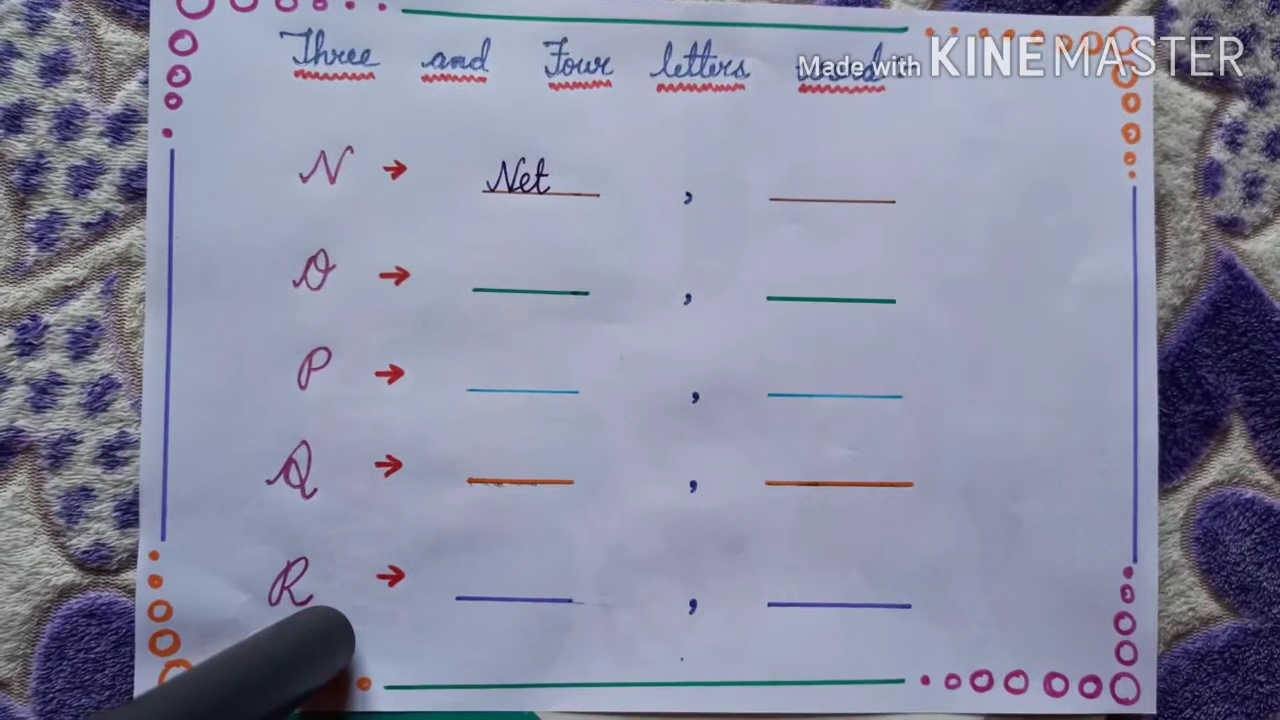 Three and Four letters
Made with KINEMASTER
N → Net ,
O → ,
P → ,
Q → ,
R → ,